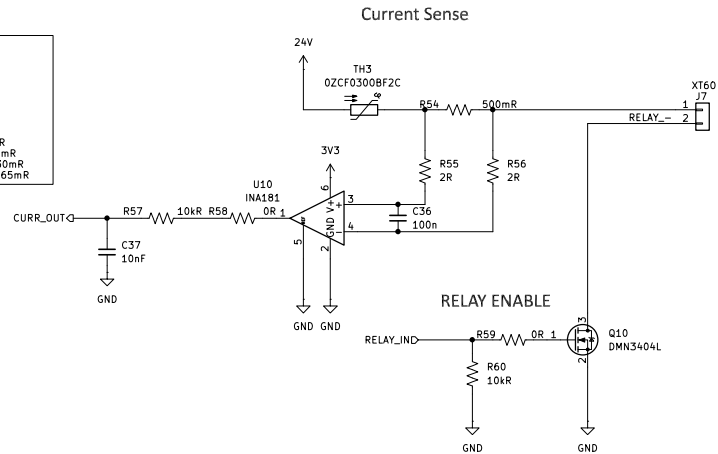 Current Sense
24V
TH3
0ZCF0300BF2C
R54
500mR
XT60
J7
1
RELAY_-
2
R
mR
0mR
65mR
3V3
R55
2R
R56
2R
U10
INA181
6
V+
+
3
CURR_OUT
R57
10kR
R58
0R
1
C36
100n
GND
-
4
5
2
C37
10nF
GND
GND
GND
RELAY ENABLE
3
RELAY_IN
R59
0R
1
Q10
DMN3404L
2
R60
10kR
GND
GND